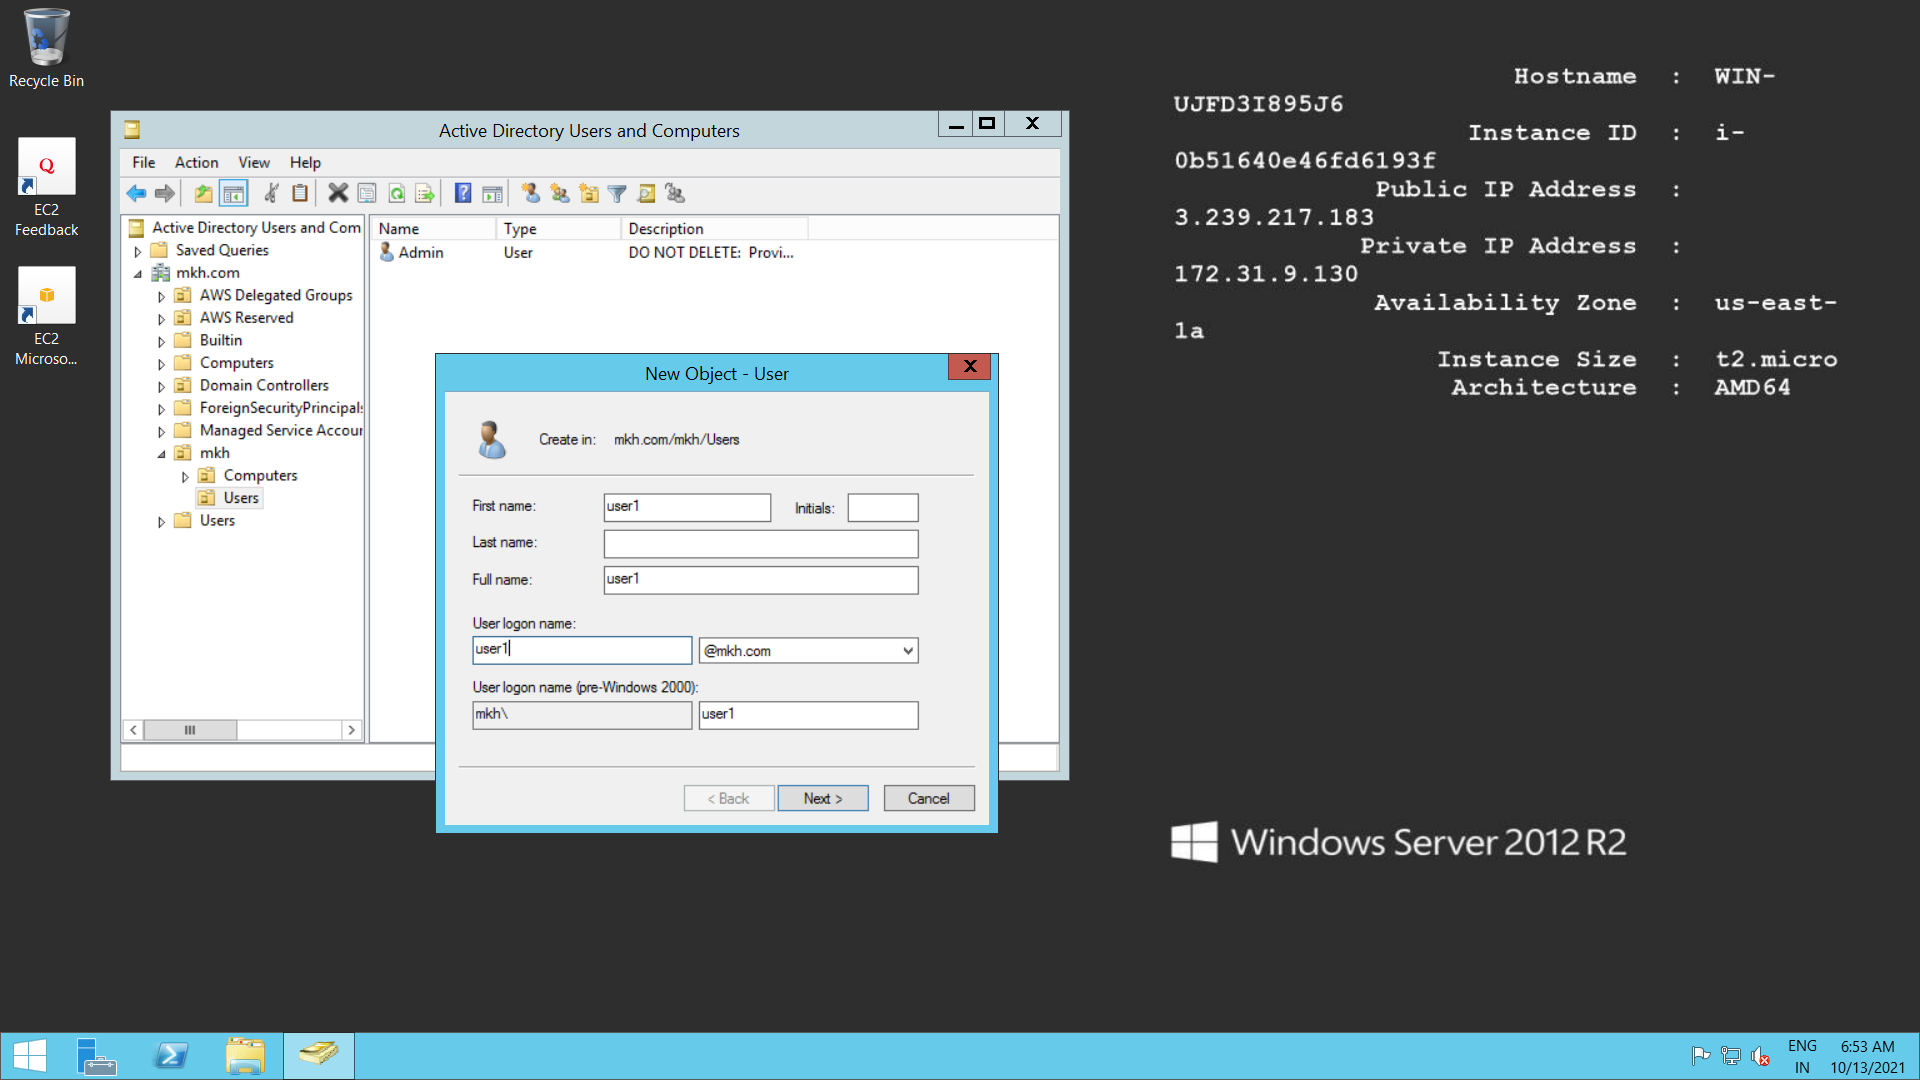 Recycle Bin
EC2
Feedback
EC2
Microso...
Hostname : WIN-
UJFD3I895J6
Instance ID : i-
0b51640e46fd6193f
Public IP Address :
3.239.217.183
Private IP Address :
172.31.9.130
Availability Zone : us-east-
1a
Instance Size : t2.micro
Architecture : AMD64
Active Directory Users and Computers
File Action View Help
Active Directory Users and Com
Saved Queries
mkh.com
AWS Delegated Groups
AWS Reserved
Builtin
Computers
Domain Controllers
ForeignSecurityPrincipals
Managed Service Accour
mkh
Computers
Users
Users
Name Type Description
Admin User DO NOT DELETE: Provi...
New Object - User
Create in: mkh.com/mkh/Users
First name: user1 Initials:
Last name:
Full name: user1
User logon name:
user1 @mkh.com
User logon name (pre-Windows 2000):
mkh\ user1
< Back Next > Cancel
Windows Server 2012 R2
ENG 6:53 AM
IN 10/13/2021